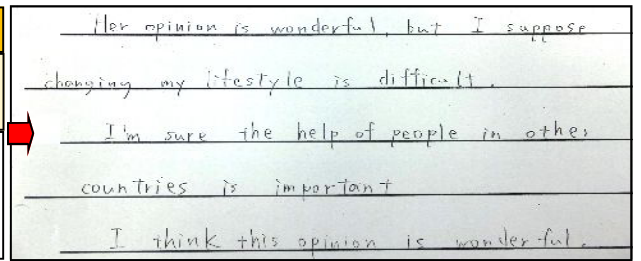 Her opinion is wonderful, but I suppose
changing my lifestyle is difficult.
I'm sure the help of people in other
countries is important
I think this opinion is wonderful.